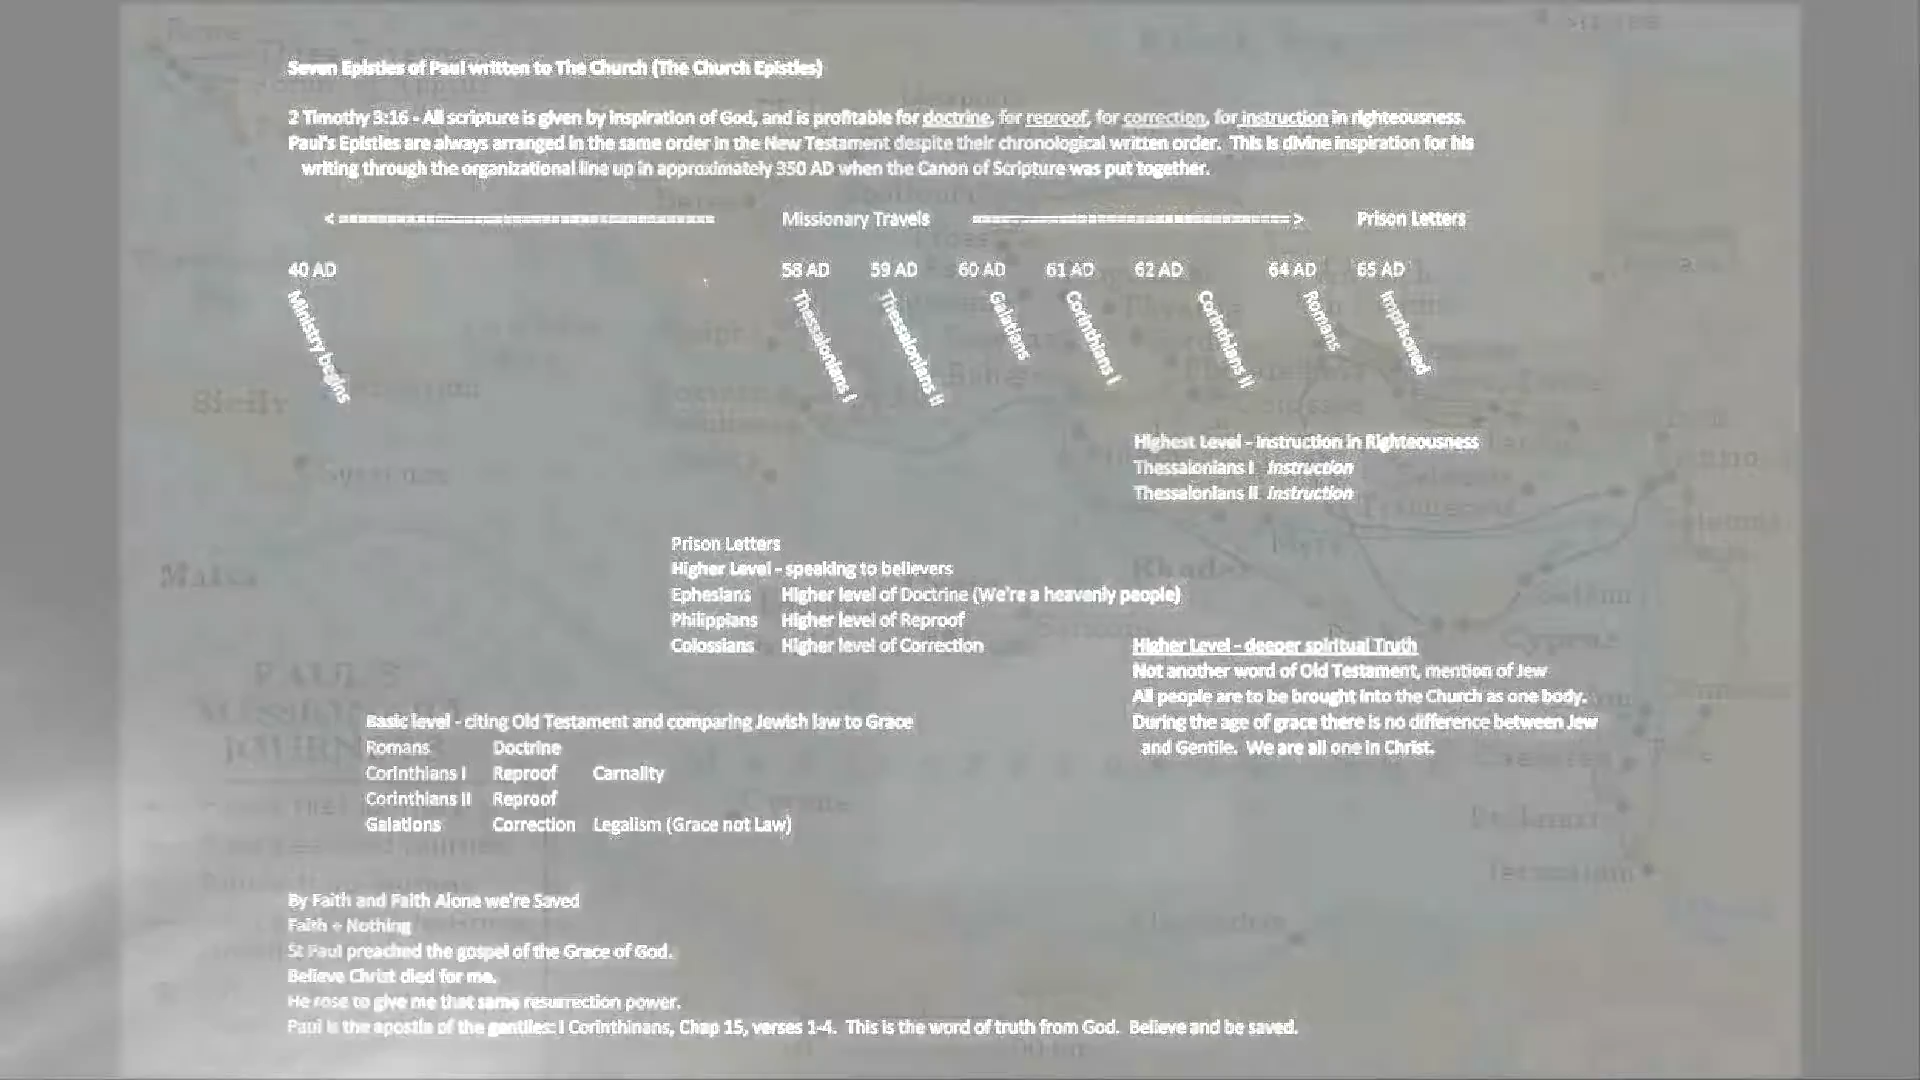 Seven Epistles of Paul written to The Church (The Church Epistles)
2 Timothy 3:16 - All scripture is given by inspiration of God, and is profitable for doctrine, for reproof, for correction, for instruction in righteousness.
Paul's Epistles are always arranged in the same order in the New Testament despite their chronological written order. This is divine inspiration for his
writing through the organizational line up in approximately 350 AD when the Canon of Scripture was put together.
<==================================== Missionary Travels ===============================> Prison Letters
40 AD 58 AD 59 AD 60 AD 61 AD 62 AD 64 AD 65 AD
Ministry begins Thessalonians I Thessalonians II Galatians Corinthians I Corinthians II Romans Imprisoned
Highest Level - Instruction in Righteousness
Thessalonians I Instruction
Thessalonians II Instruction
Prison Letters
Higher Level - speaking to believers
Ephesians Higher level of Doctrine (We're a heavenly people)
Philippians Higher level of Reproof
Colossians Higher level of Correction
Higher Level - deeper spiritual Truth
Not another word of Old Testament, mention of Jew
All people are to be brought into the Church as one body.
During the age of grace there is no difference between Jew
and Gentile. We are all one in Christ.
Basic level - citing Old Testament and comparing Jewish law to Grace
Romans Doctrine
Corinthians I Reproof Carnality
Corinthians II Reproof
Galations Correction Legalism (Grace not Law)
By Faith and Faith Alone we're Saved
Faith + Nothing
St Paul preached the gospel of the Grace of God.
Believe Christ died for me.
He rose to give me that same resurrection power.
Paul is the apostle of the gentiles: I Corinthinans, Chap 15, verses 1-4. This is the word of truth from God. Believe and be saved.
Sicily
Malta
PAUL'S
MISSIONARY
JOURNEYS
Syracuse
Cyrene
Rhodes
Cyprus
Jerusalem